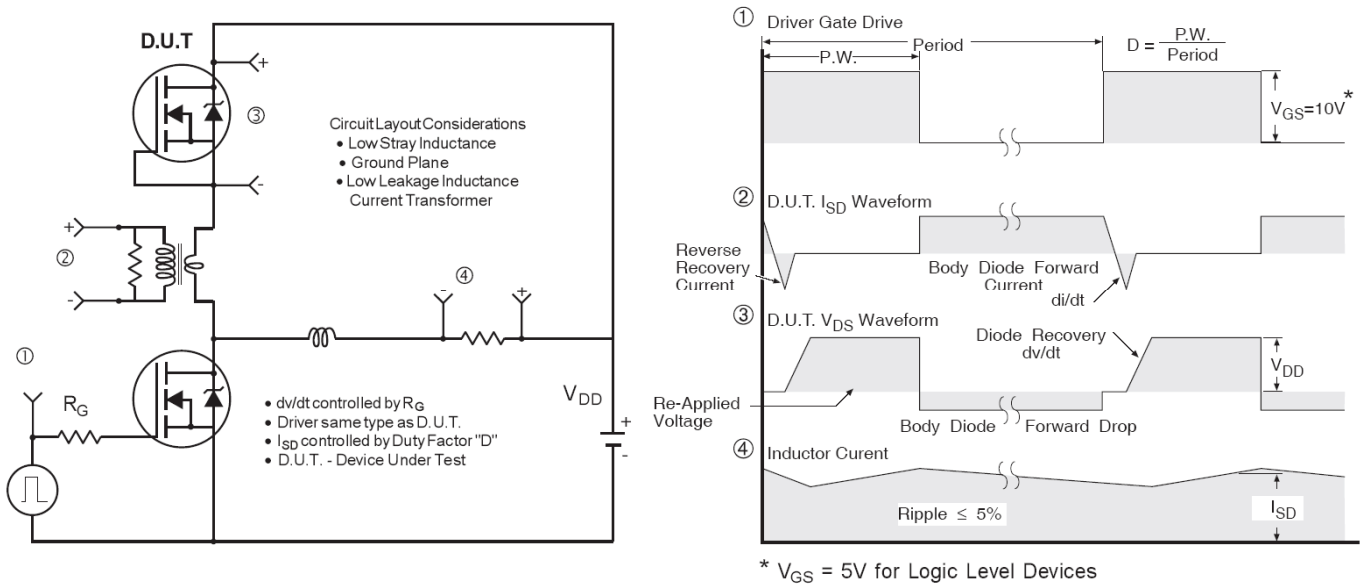 D.U.T
+
③
-
Circuit Layout Considerations
• Low Stray Inductance
• Ground Plane
• Low Leakage Inductance
Current Transformer
+
②
-
④
- +
①
R_G
• dv/dt controlled by R_G
• Driver same type as D.U.T.
• I_SD controlled by Duty Factor "D"
• D.U.T. - Device Under Test
V_DD
+
-
① Driver Gate Drive
Period
P.W.
D = P.W. / Period
V_GS=10V*
② D.U.T. I_SD Waveform
Reverse
Recovery
Current
Body Diode Forward
Current
di/dt
③ D.U.T. V_DS Waveform
Diode Recovery
dv/dt
V_DD
Re-Applied
Voltage
Body Diode Forward Drop
④ Inductor Curent
Ripple ≤ 5%
I_SD
* V_GS = 5V for Logic Level Devices